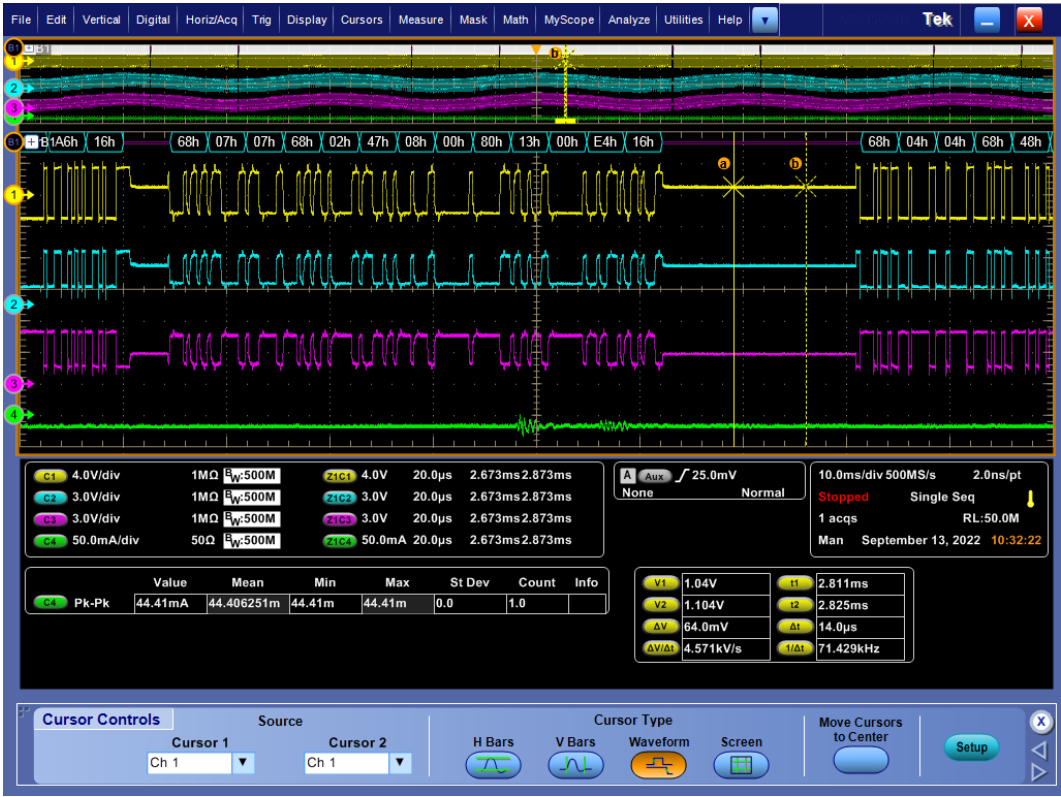 File Edit Vertical Digital Horiz/Acq Trig Display Cursors Measure Mask Math MyScope Analyze Utilities Help Tek X
B1 B1
1 b
2
3
B1 B1 A6h 16h 68h 07h 07h 68h 02h 47h 08h 00h 80h 13h 00h E4h 16h 68h 04h 04h 68h 48h
a b
1
2
3
4
C1 4.0V/div 1MΩ BW:500M Z1C1 4.0V 20.0µs 2.673ms 2.873ms
C2 3.0V/div 1MΩ BW:500M Z1C2 3.0V 20.0µs 2.673ms 2.873ms
C3 3.0V/div 1MΩ BW:500M Z1C3 3.0V 20.0µs 2.673ms 2.873ms
C4 50.0mA/div 50Ω BW:500M Z1C4 50.0mA 20.0µs 2.673ms 2.873ms
A Aux 25.0mV
None Normal
10.0ms/div 500MS/s 2.0ns/pt
Stopped Single Seq
1 acqs RL:50.0M
Man September 13, 2022 10:32:22
Value Mean Min Max St Dev Count Info
C4 Pk-Pk 44.41mA 44.406251m 44.41m 44.41m 0.0 1.0
V1 1.04V t1 2.811ms
V2 1.104V t2 2.825ms
ΔV 64.0mV Δt 14.0µs
ΔV/Δt 4.571kV/s 1/Δt 71.429kHz
Cursor Controls Source Cursor Type Move Cursors to Center X
Cursor 1 Cursor 2 H Bars V Bars Waveform Screen Setup
Ch 1 Ch 1